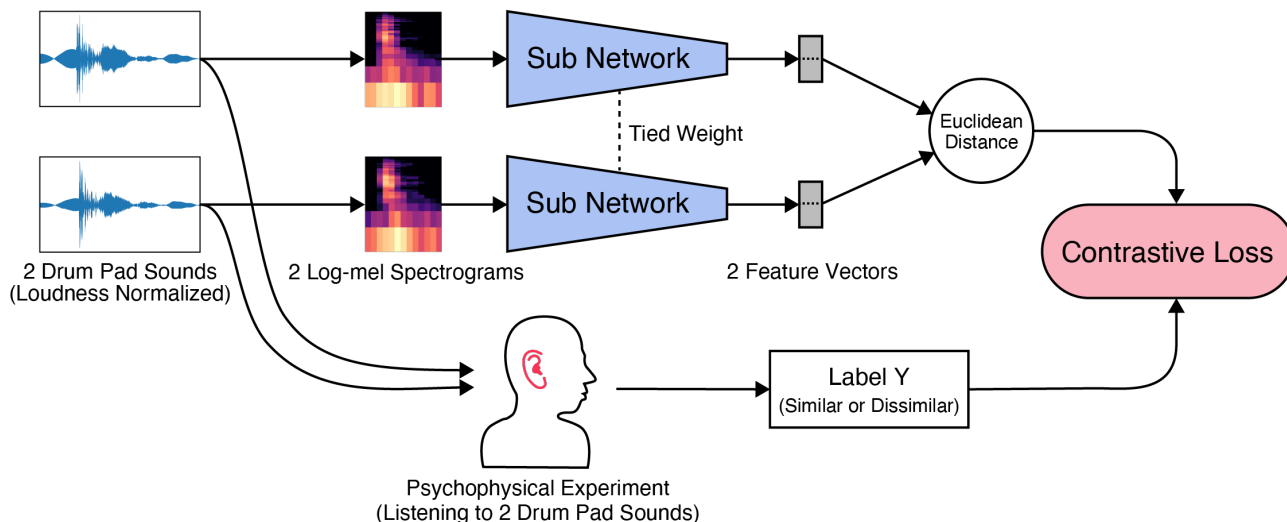 Sub Network
Tied Weight
Sub Network
Euclidean
Distance
Contrastive Loss
2 Drum Pad Sounds
(Loudness Normalized)
2 Log-mel Spectrograms
2 Feature Vectors
Label Y
(Similar or Dissimilar)
Psychophysical Experiment
(Listening to 2 Drum Pad Sounds)